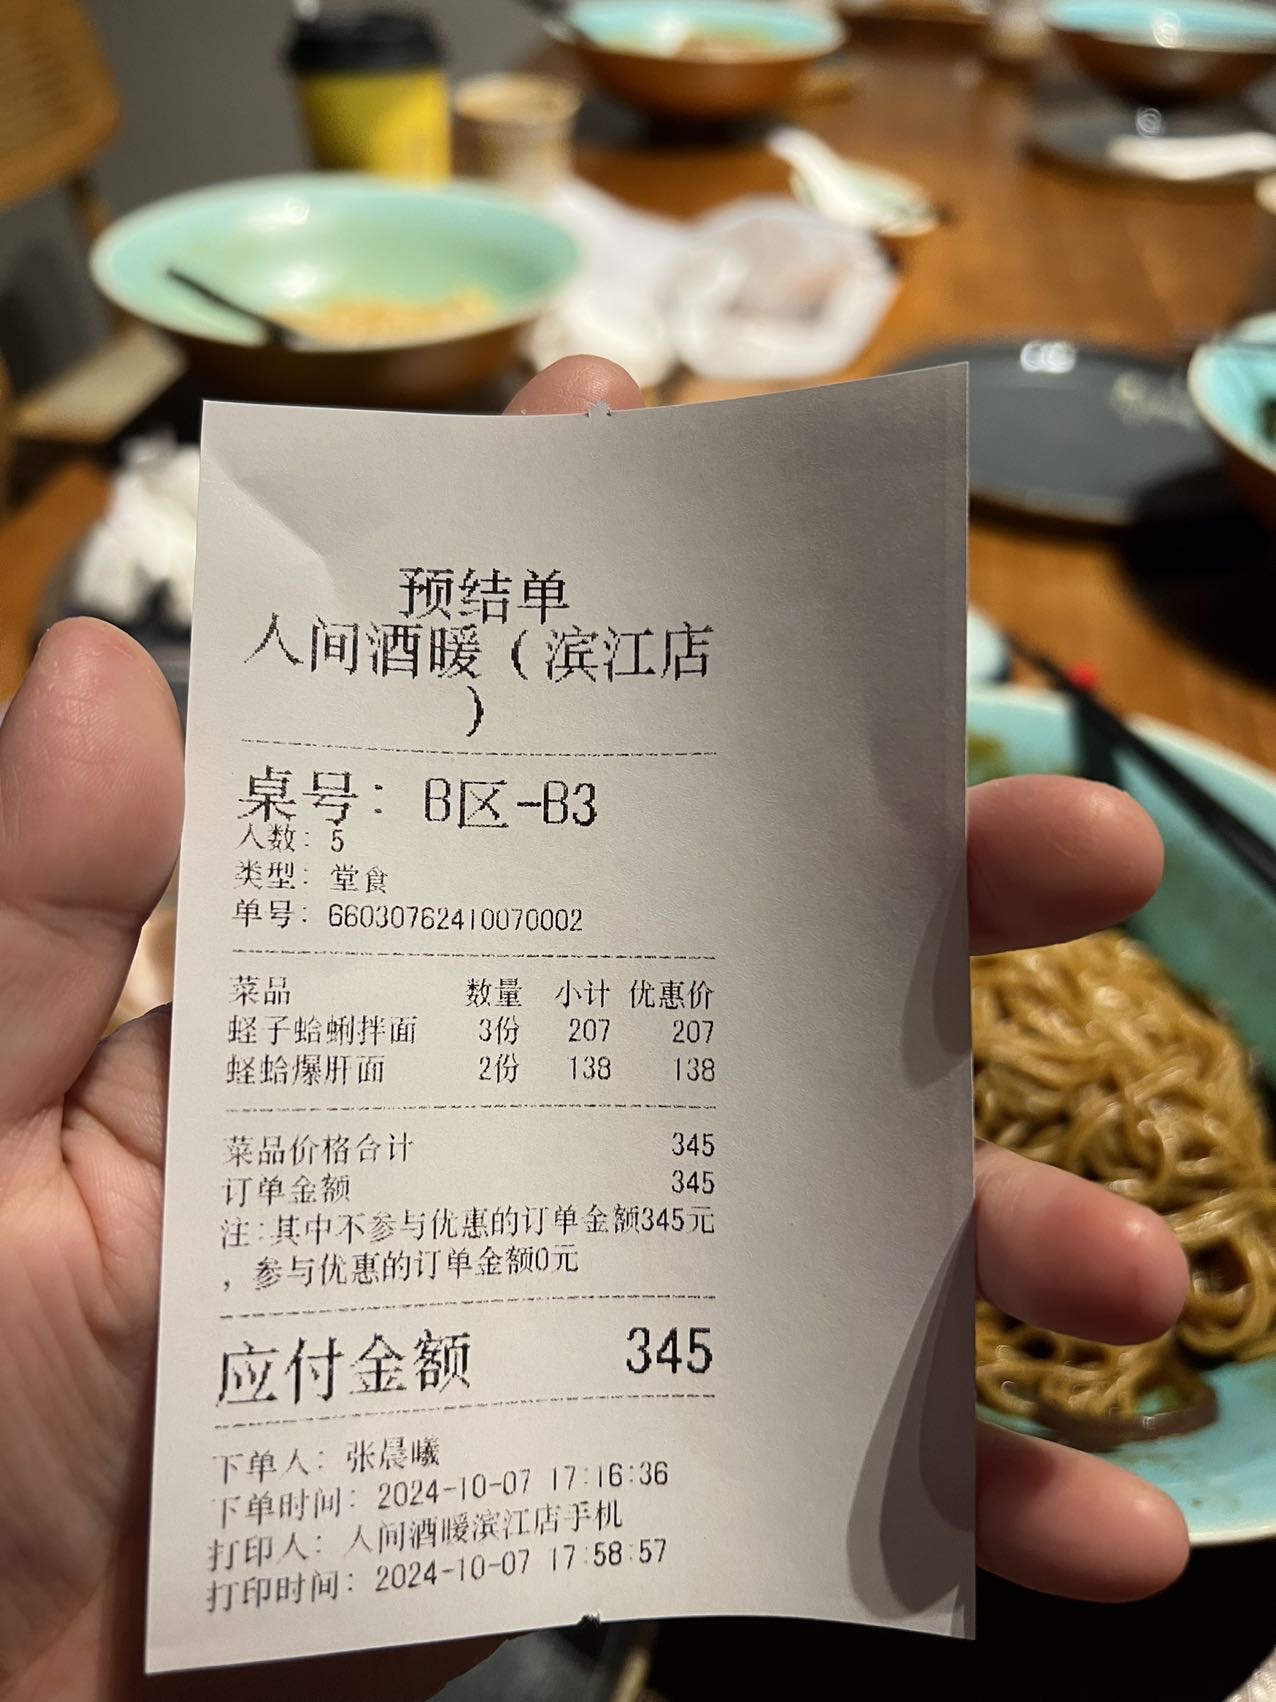 预结单
人间酒暖（滨江店
）
桌号：B区-B3
人数：5
类型：堂食
单号：66030762410070002
菜品 数量 小计 优惠价
蛏子蛤蜊拌面 3份 207 207
蛏蛤爆肝面 2份 138 138
菜品价格合计 345
订单金额 345
注:其中不参与优惠的订单金额345元
，参与优惠的订单金额0元
应付金额 345
下单人：张晨曦
下单时间：2024-10-07 17:16:36
打印人：人间酒暖滨江店手机
打印时间：2024-10-07 17:58:57